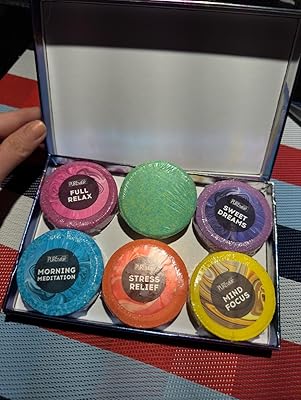 FULL
RELAX
SWEET
DREAMS
MORNING
MEDITATION
STRESS
RELIEF
MIND
FOCUS